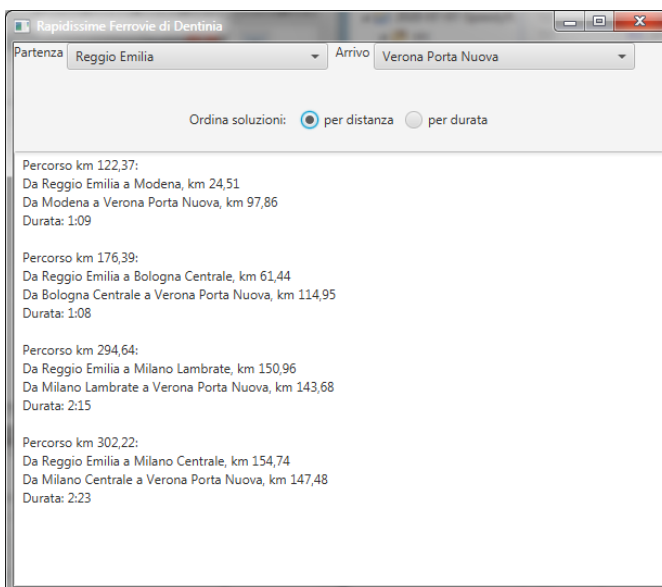 Rapidissime Ferrovie di Dentinia
Partenza Reggio Emilia Arrivo Verona Porta Nuova
Ordina soluzioni: per distanza per durata
Percorso km 122,37:
Da Reggio Emilia a Modena, km 24,51
Da Modena a Verona Porta Nuova, km 97,86
Durata: 1:09
Percorso km 176,39:
Da Reggio Emilia a Bologna Centrale, km 61,44
Da Bologna Centrale a Verona Porta Nuova, km 114,95
Durata: 1:08
Percorso km 294,64:
Da Reggio Emilia a Milano Lambrate, km 150,96
Da Milano Lambrate a Verona Porta Nuova, km 143,68
Durata: 2:15
Percorso km 302,22:
Da Reggio Emilia a Milano Centrale, km 154,74
Da Milano Centrale a Verona Porta Nuova, km 147,48
Durata: 2:23